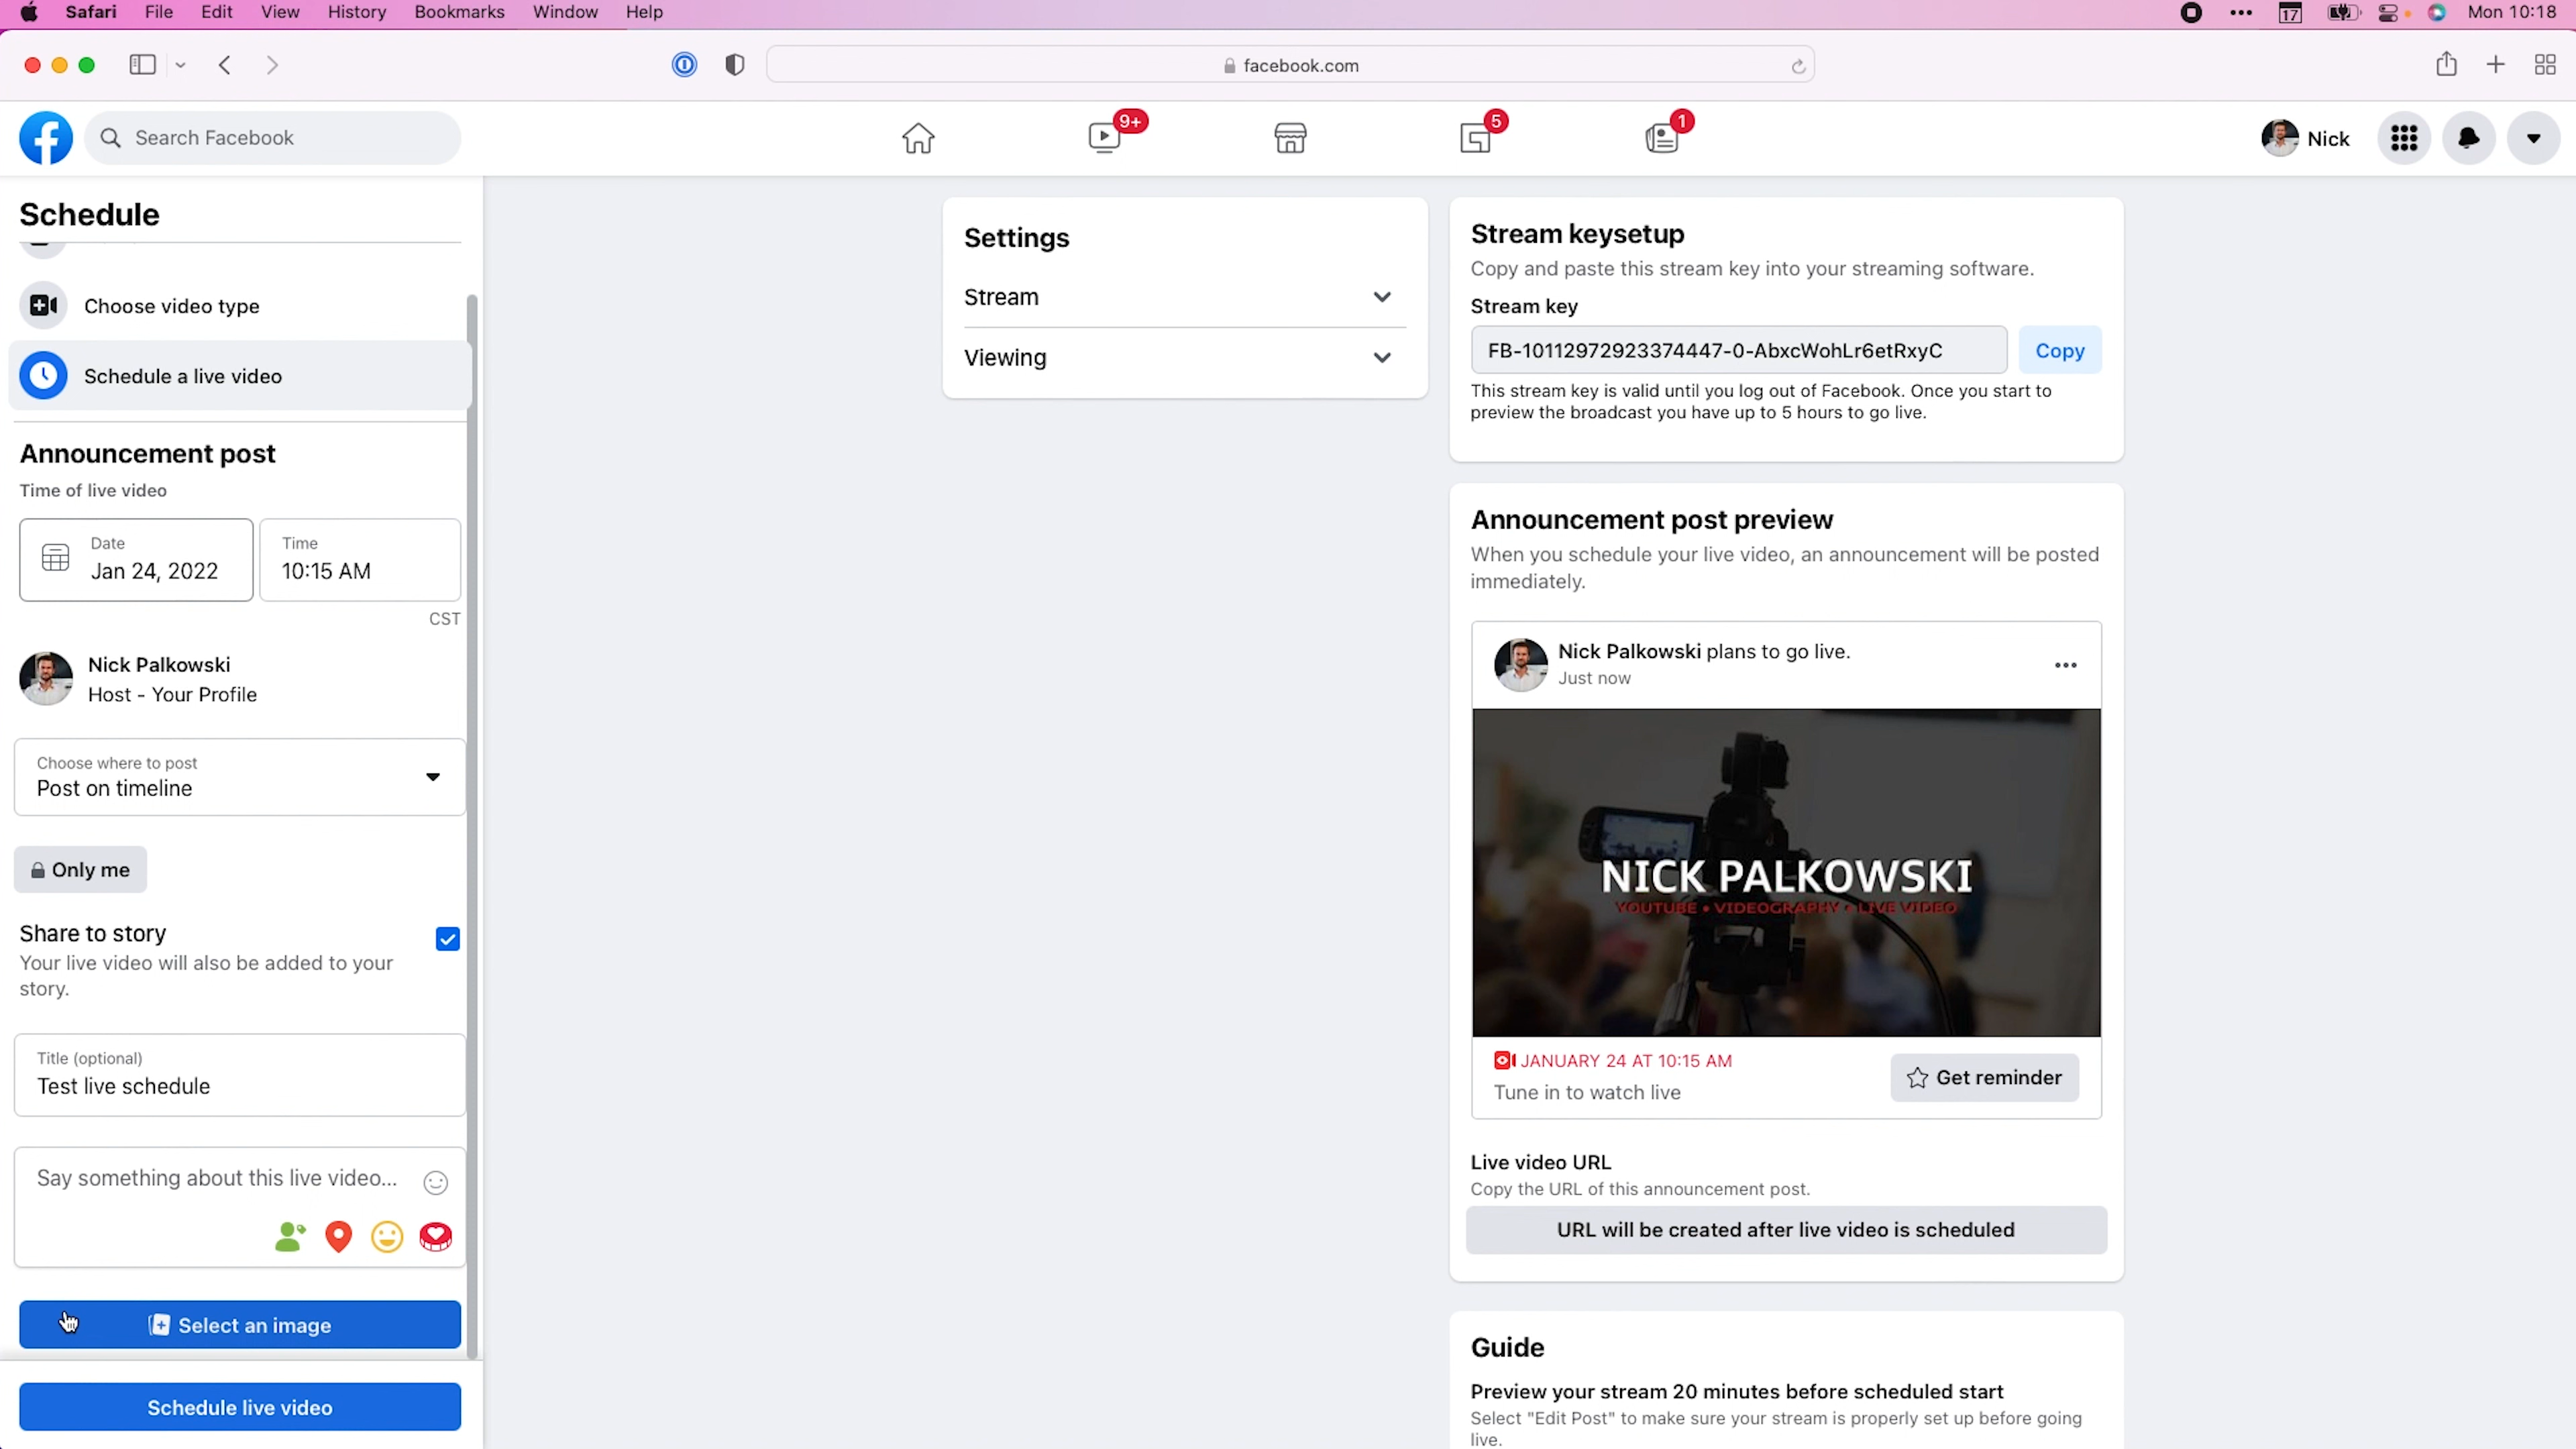 Safari File Edit View History Bookmarks Window Help
17 Mon 10:18
facebook.com
Search Facebook
9+
5
1
Nick
Schedule
Choose video type
Schedule a live video
Announcement post
Time of live video
Date
Jan 24, 2022
Time
10:15 AM
CST
Nick Palkowski
Host - Your Profile
Choose where to post
Post on timeline
Only me
Share to story
Your live video will also be added to your
story.
Title (optional)
Test live schedule
Say something about this live video...
Select an image
Schedule live video
Settings
Stream
Viewing
Stream keysetup
Copy and paste this stream key into your streaming software.
Stream key
FB-10112972923374447-0-AbxcWohLr6etRxyC
Copy
This stream key is valid until you log out of Facebook. Once you start to
preview the broadcast you have up to 5 hours to go live.
Announcement post preview
When you schedule your live video, an announcement will be posted
immediately.
Nick Palkowski plans to go live.
Just now
NICK PALKOWSKI
YOUTUBE • VIDEOGRAPHY • LIVE VIDEO
JANUARY 24 AT 10:15 AM
Tune in to watch live
Get reminder
Live video URL
Copy the URL of this announcement post.
URL will be created after live video is scheduled
Guide
Preview your stream 20 minutes before scheduled start
Select "Edit Post" to make sure your stream is properly set up before going
live.